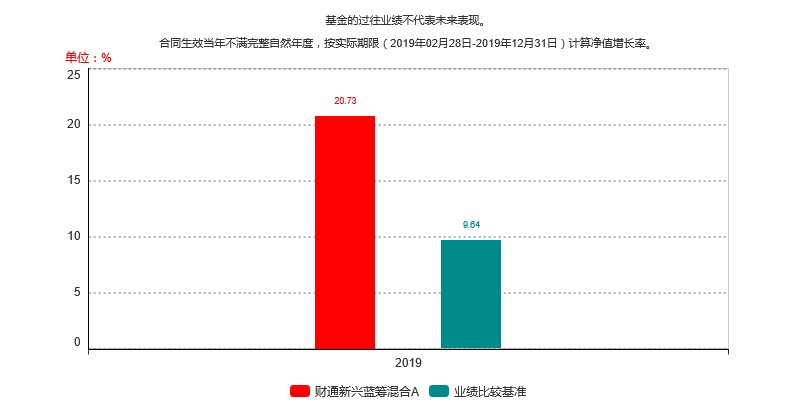 基金的过往业绩不代表未来表现。
合同生效当年不满完整自然年度，按实际期限（2019年02月28日-2019年12月31日）计算净值增长率。
单位：%
25
20.73
20
15
9.64
10
5
0
2019
财通新兴蓝筹混合A 业绩比较基准